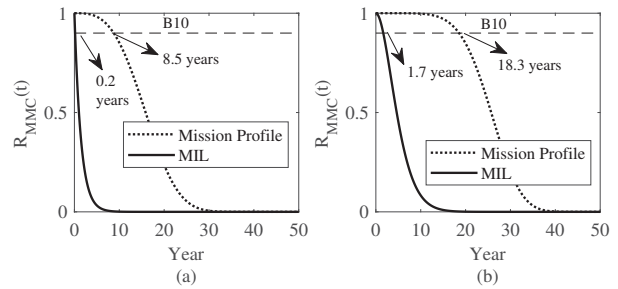 B10
8.5 years
0.2
years
Mission Profile
MIL
R_MMC(t)
1
0.5
0
0 10 20 30 40 50
Year
(a)
B10
1.7 years
18.3 years
Mission Profile
MIL
R_MMC(t)
1
0.5
0
0 10 20 30 40 50
Year
(b)